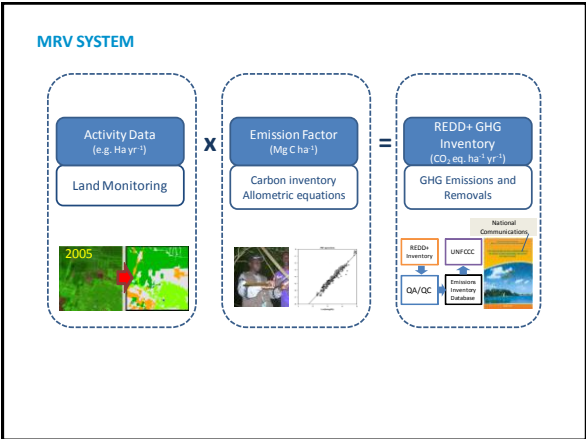 MRV SYSTEM
Activity Data
(e.g. Ha yr⁻¹)
Land Monitoring
2005
x
Emission Factor
(Mg C ha⁻¹)
Carbon inventory
Allometric equations
=
REDD+ GHG
Inventory
(CO₂ eq. ha⁻¹ yr⁻¹)
GHG Emissions and
Removals
National
Communications
REDD+
Inventory
UNFCCC
QA/QC
Emissions
Inventory
Database